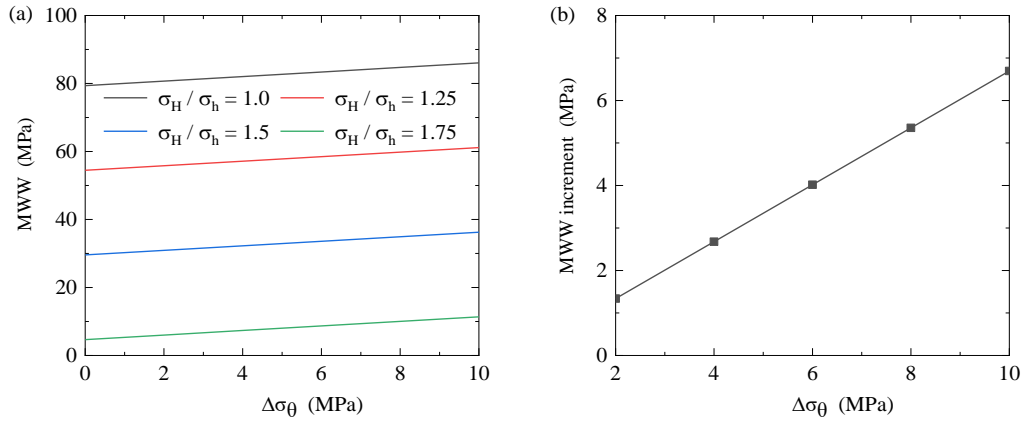 (a)
100
80
60
40
20
0
MWW (MPa)
σH / σh = 1.0
σH / σh = 1.25
σH / σh = 1.5
σH / σh = 1.75
0 2 4 6 8 10
Δσθ (MPa)
(b)
8
6
4
2
0
MWW increment (MPa)
2 4 6 8 10
Δσθ (MPa)